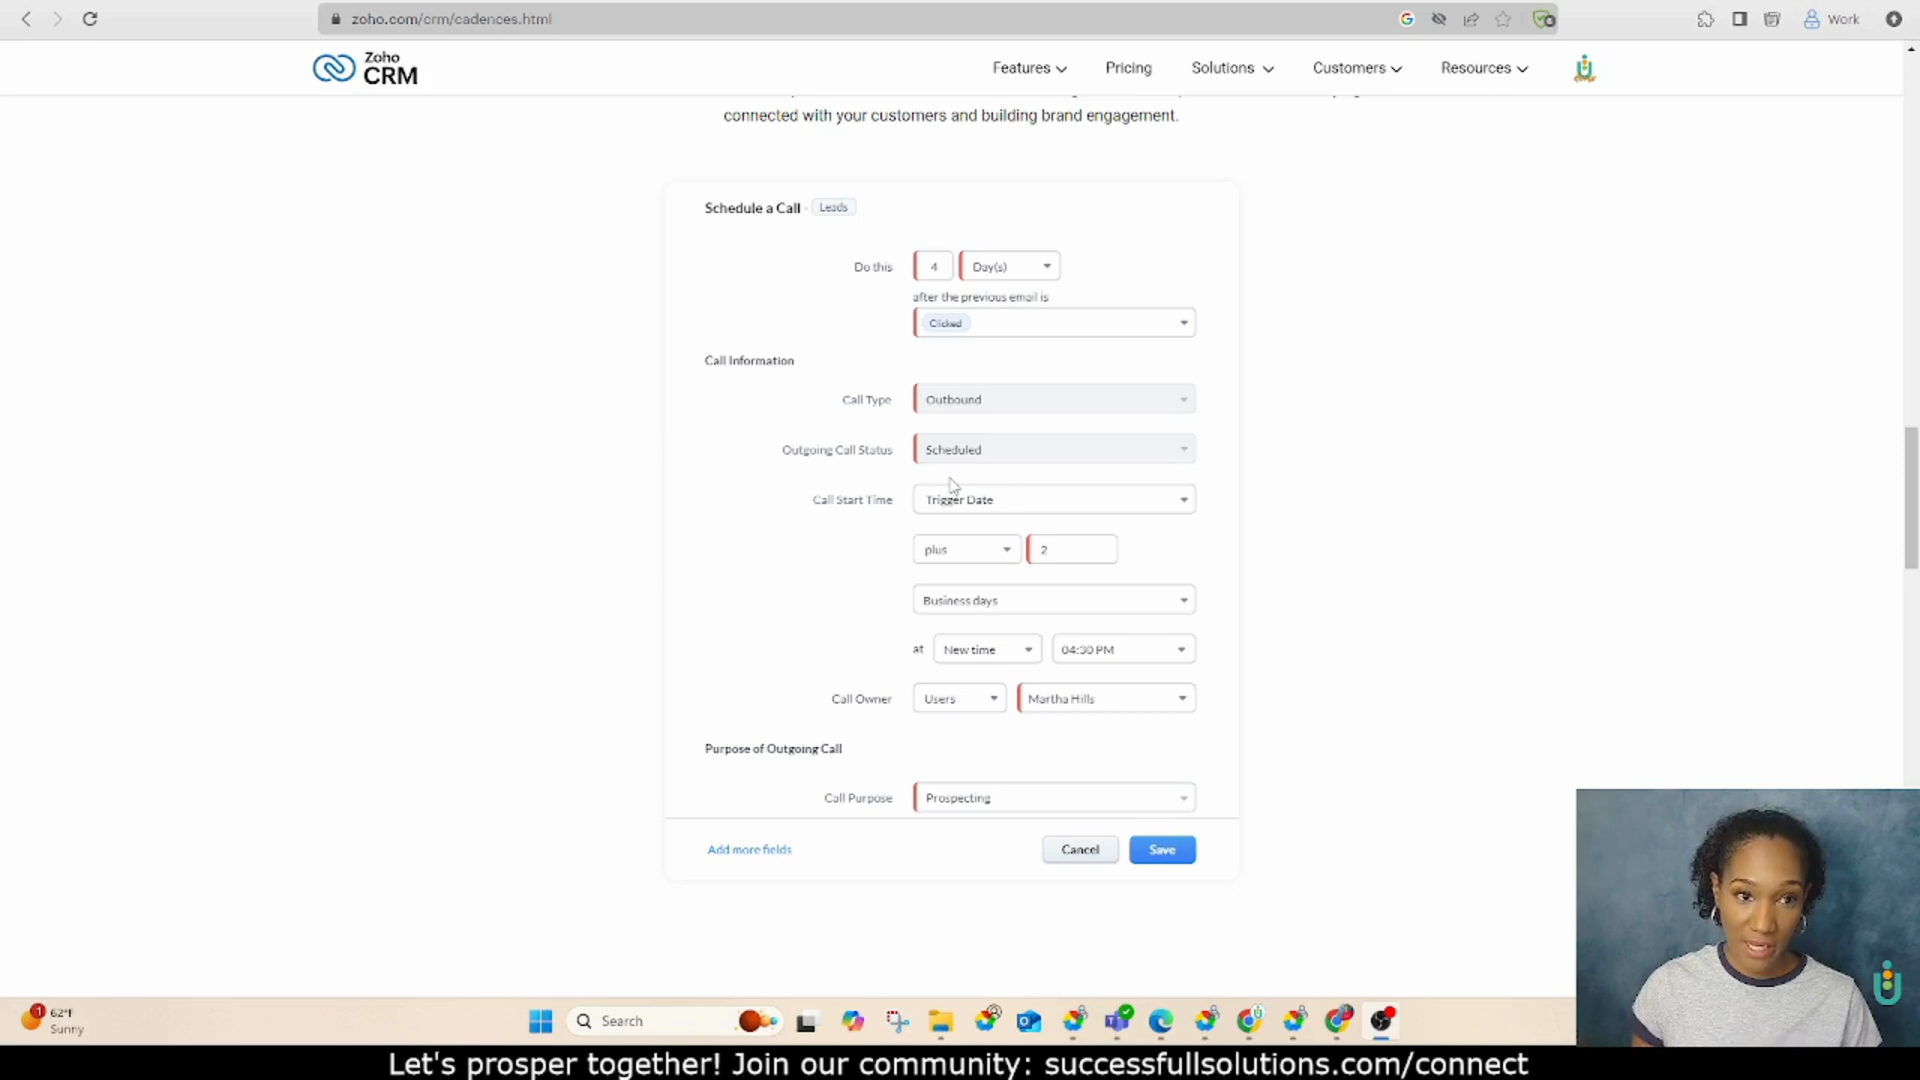 zoho.com/crm/cadences.html
Work
Zoho
CRM
Features
Pricing
Solutions
Customers
Resources
connected with your customers and building brand engagement.
Schedule a Call - Leads
Do this 4 Day(s)
after the previous email is
Clicked
Call Information
Call Type Outbound
Outgoing Call Status Scheduled
Call Start Time Trigger Date
plus 2
Business days
at New time 04:30 PM
Call Owner Users Martha Hills
Purpose of Outgoing Call
Call Purpose Prospecting
Add more fields Cancel Save
1 62°F
Sunny
Search
Let's prosper together! Join our community: successfullsolutions.com/connect